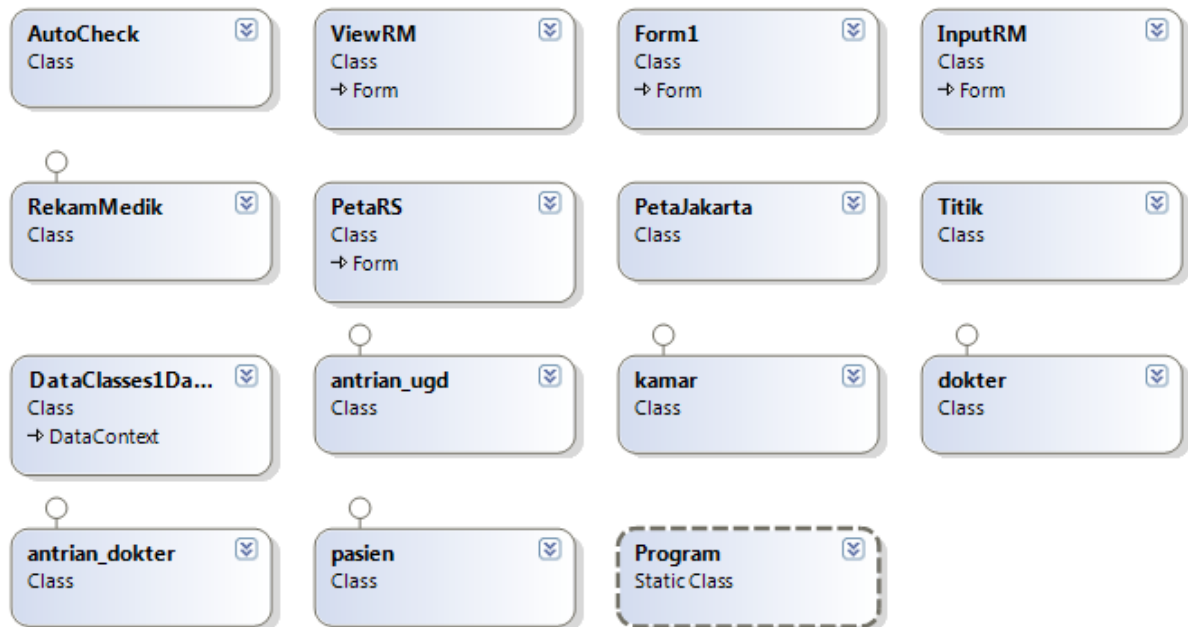 AutoCheck
Class
ViewRM
Class
Form
Form1
Class
Form
InputRM
Class
Form
RekamMedik
Class
PetaRS
Class
Form
PetaJakarta
Class
Titik
Class
DataClasses1Da...
Class
DataContext
antrian_ugd
Class
kamar
Class
dokter
Class
antrian_dokter
Class
pasien
Class
Program
Static Class